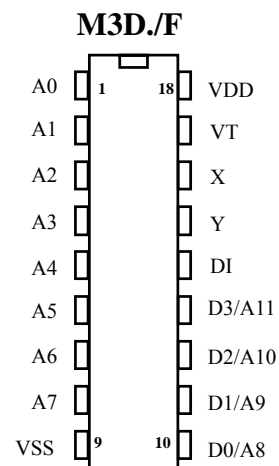 M3D./F
A0 1 18 VDD
A1 VT
A2 X
A3 Y
A4 DI
A5 D3/A11
A6 D2/A10
A7 D1/A9
VSS 9 10 D0/A8